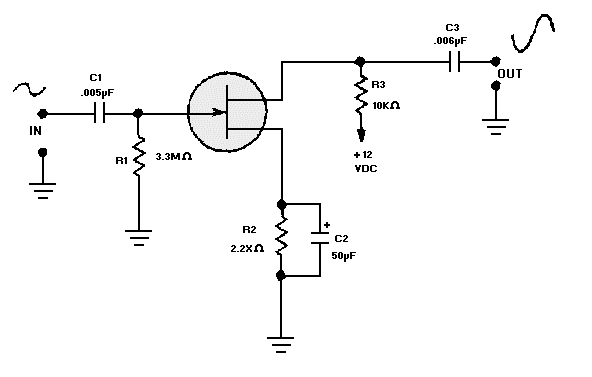 C1
.005pF
IN
R1
3.3MΩ
C3
.006pF
OUT
R3
10KΩ
+12
VDC
R2
2.2XΩ
+
C2
50pF